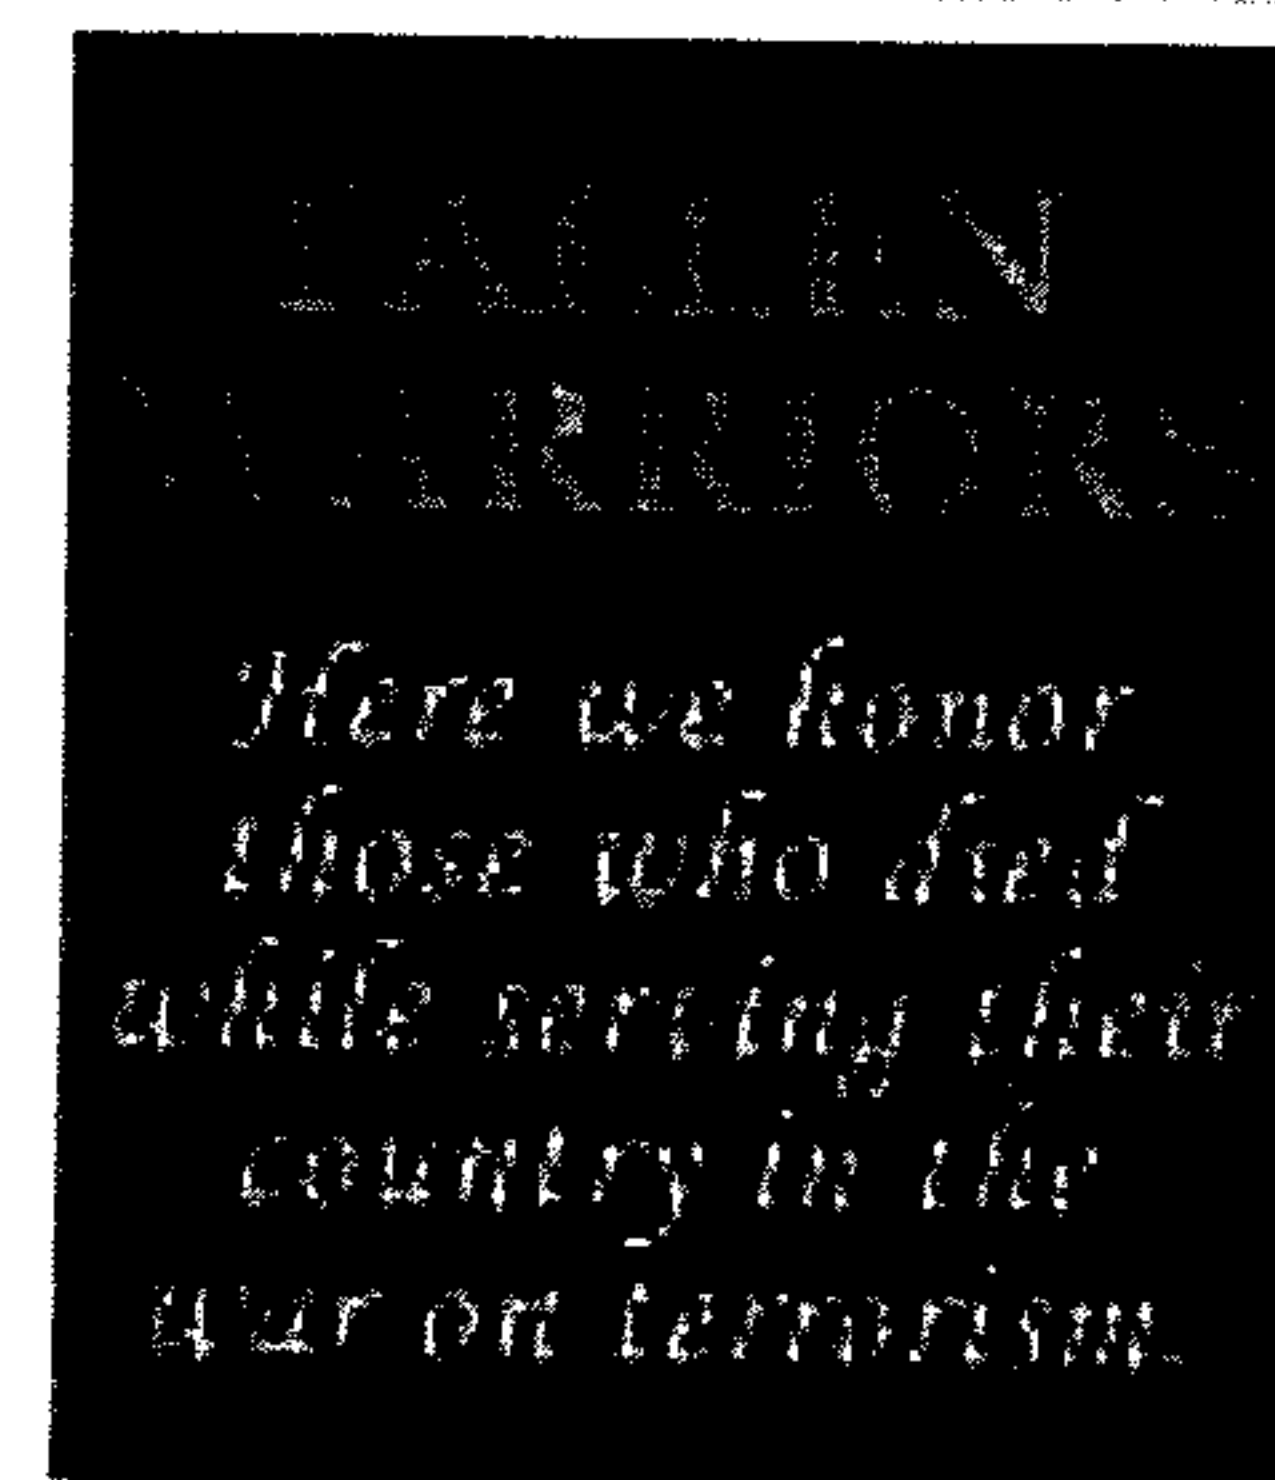 FALLEN
WARRIORS
Here we honor
those who died
while serving their
country in the
war on terrorism.